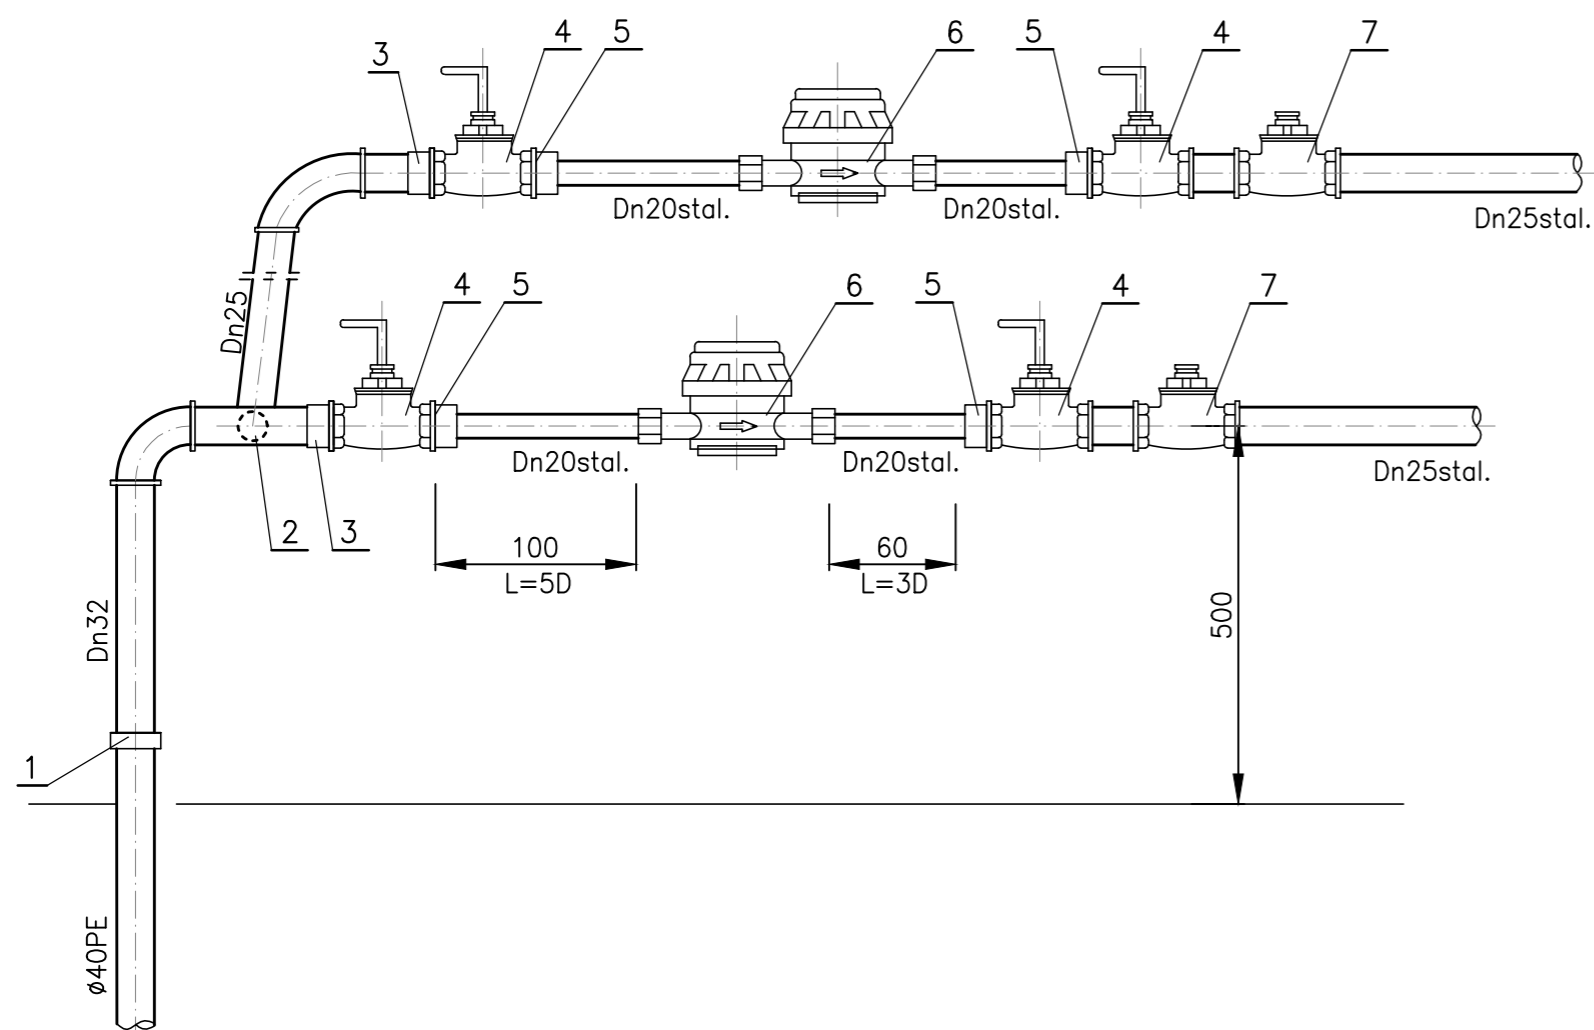 3 4 5 6 5 4 7
Dn20stal. Dn20stal. Dn25stal.
Dn25
4 5 6 5 4 7
Dn20stal. Dn20stal. Dn25stal.
2 3
100
L=5D
60
L=3D
500
Dn32
1
ø40PE